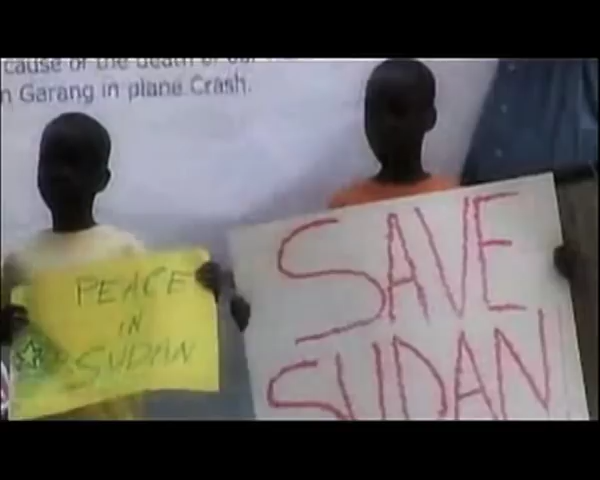 cause of the death of our
n Garang in plane Crash.
PEACE
IN
SUDAN
SAVE
SUDAN